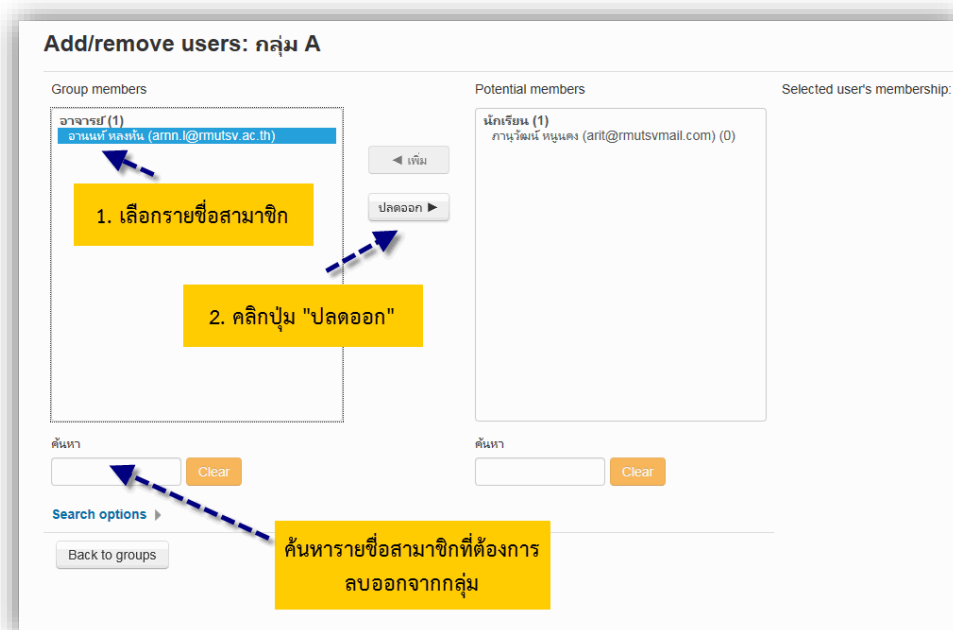 Add/remove users: กลุ่ม A
Group members
Potential members
Selected user's membership:
อาจารย์ (1)
อานนท์ หลงหัน (arnn.l@rmutsv.ac.th)
นักเรียน (1)
ภานุวัฒน์ หนูนคง (arit@rmutsvmail.com) (0)
◄ เพิ่ม
ปลดออก ►
1. เลือกรายชื่อสมาชิก
2. คลิกปุ่ม "ปลดออก"
ค้นหา
Clear
ค้นหา
Clear
Search options
Back to groups
ค้นหารายชื่อสมาชิกที่ต้องการ
ลบออกจากกลุ่ม